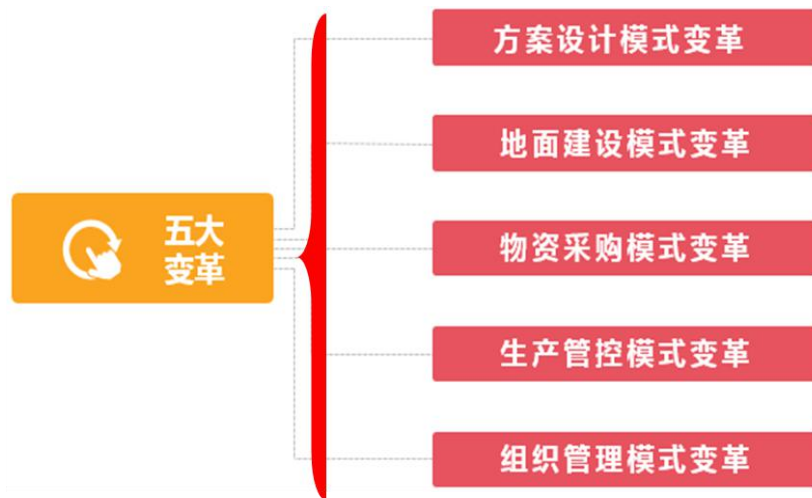 五大
变革
方案设计模式变革
地面建设模式变革
物资采购模式变革
生产管控模式变革
组织管理模式变革